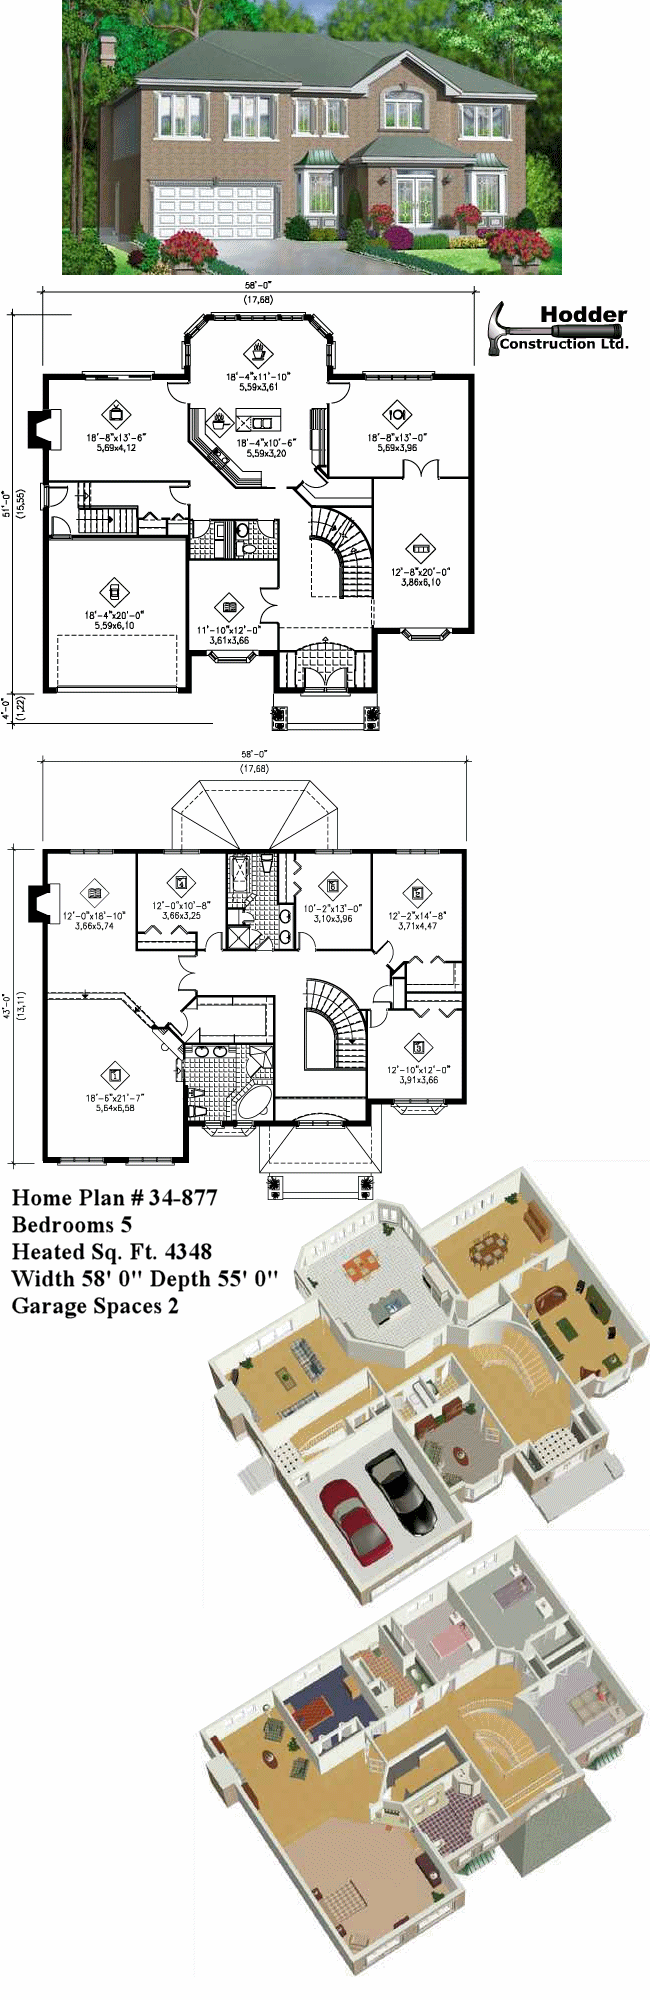 58'-0"
(17,68)
Hodder
Construction Ltd.
18'-4"x11'-10"
5,59x3,61
18'-8"x13'-6"
5,69x4,12
18'-4"x10'-6"
5,59x3,20
18'-8"x13'-0"
5,69x3,96
51'-0"
(15,55)
12'-8"x20'-0"
3,86x6,10
18'-4"x20'-0"
5,59x6,10
11'-10"x12'-0"
3,61x3,66
4'-0"
(1,22)
58'-0"
(17,68)
12'-0"x18'-10"
3,66x5,74
4
12'-0"x10'-8"
3,66x3,25
10'-2"x13'-0"
3,10x3,96
2
12'-2"x14'-8"
3,71x4,47
43'-0"
(13,11)
1
18'-6"x21'-7"
5,64x6,58
3
12'-10"x12'-0"
3,91x3,66
Home Plan # 34-877
Bedrooms 5
Heated Sq. Ft. 4348
Width 58' 0" Depth 55' 0"
Garage Spaces 2